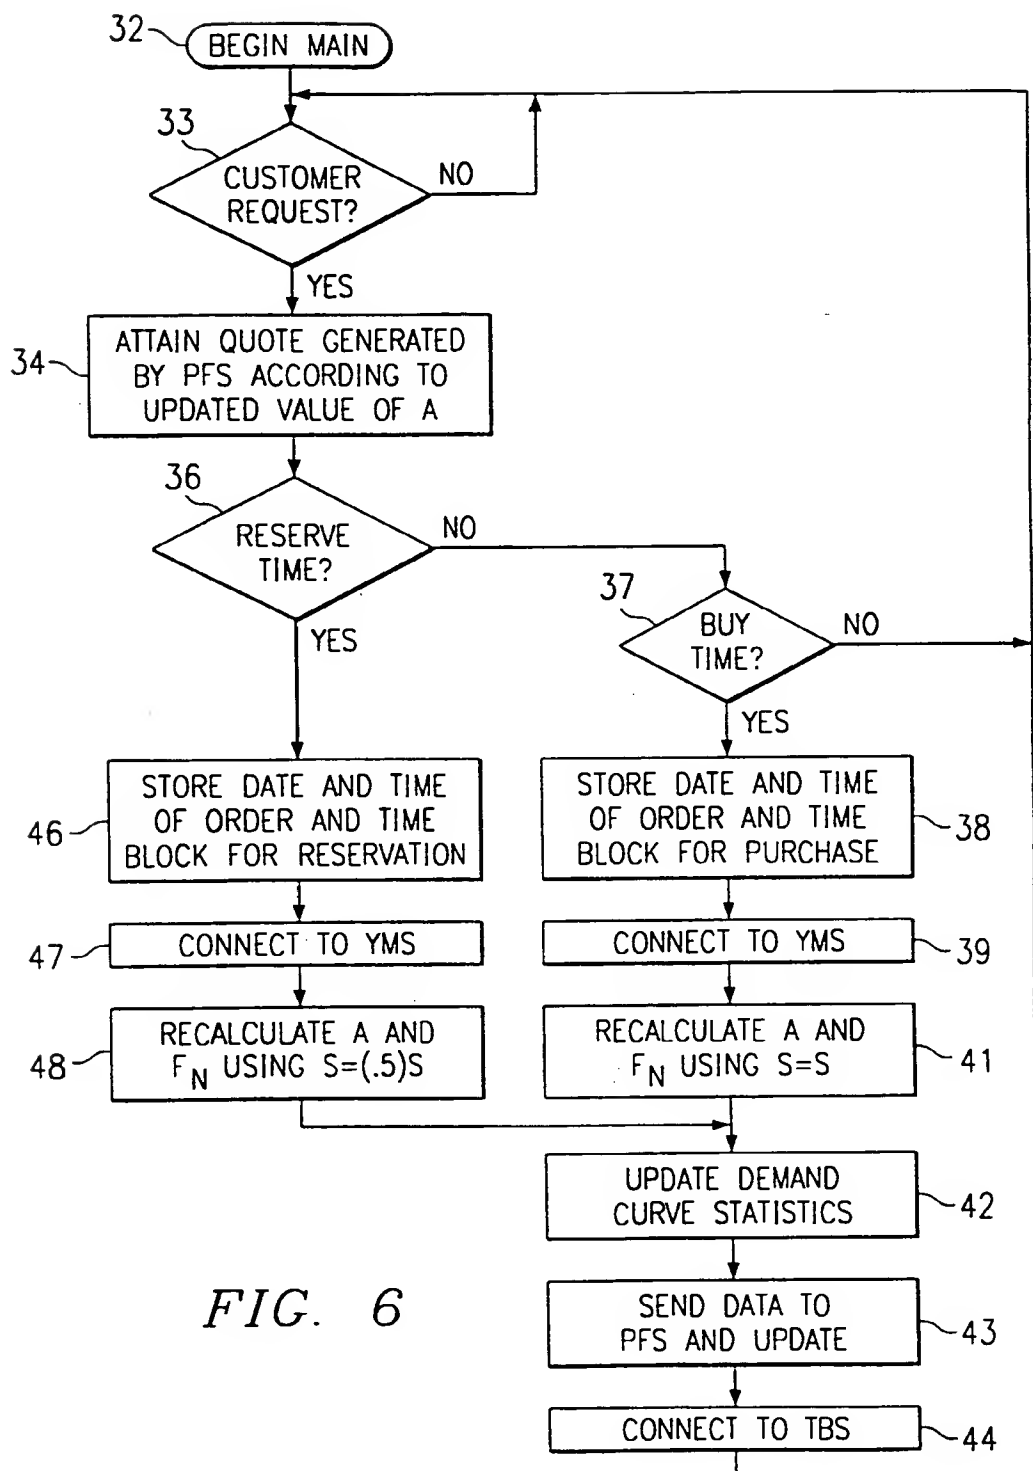 32
BEGIN MAIN
33
CUSTOMER
REQUEST?
NO
YES
34
ATTAIN QUOTE GENERATED
BY PFS ACCORDING TO
UPDATED VALUE OF A
36
RESERVE
TIME?
NO
YES
37
BUY
TIME?
NO
YES
46
STORE DATE AND TIME
OF ORDER AND TIME
BLOCK FOR RESERVATION
STORE DATE AND TIME
OF ORDER AND TIME
BLOCK FOR PURCHASE
38
47
CONNECT TO YMS
CONNECT TO YMS
39
48
RECALCULATE A AND
F_N USING S=(.5)S
RECALCULATE A AND
F_N USING S=S
41
UPDATE DEMAND
CURVE STATISTICS
42
FIG. 6
SEND DATA TO
PFS AND UPDATE
43
CONNECT TO TBS
44